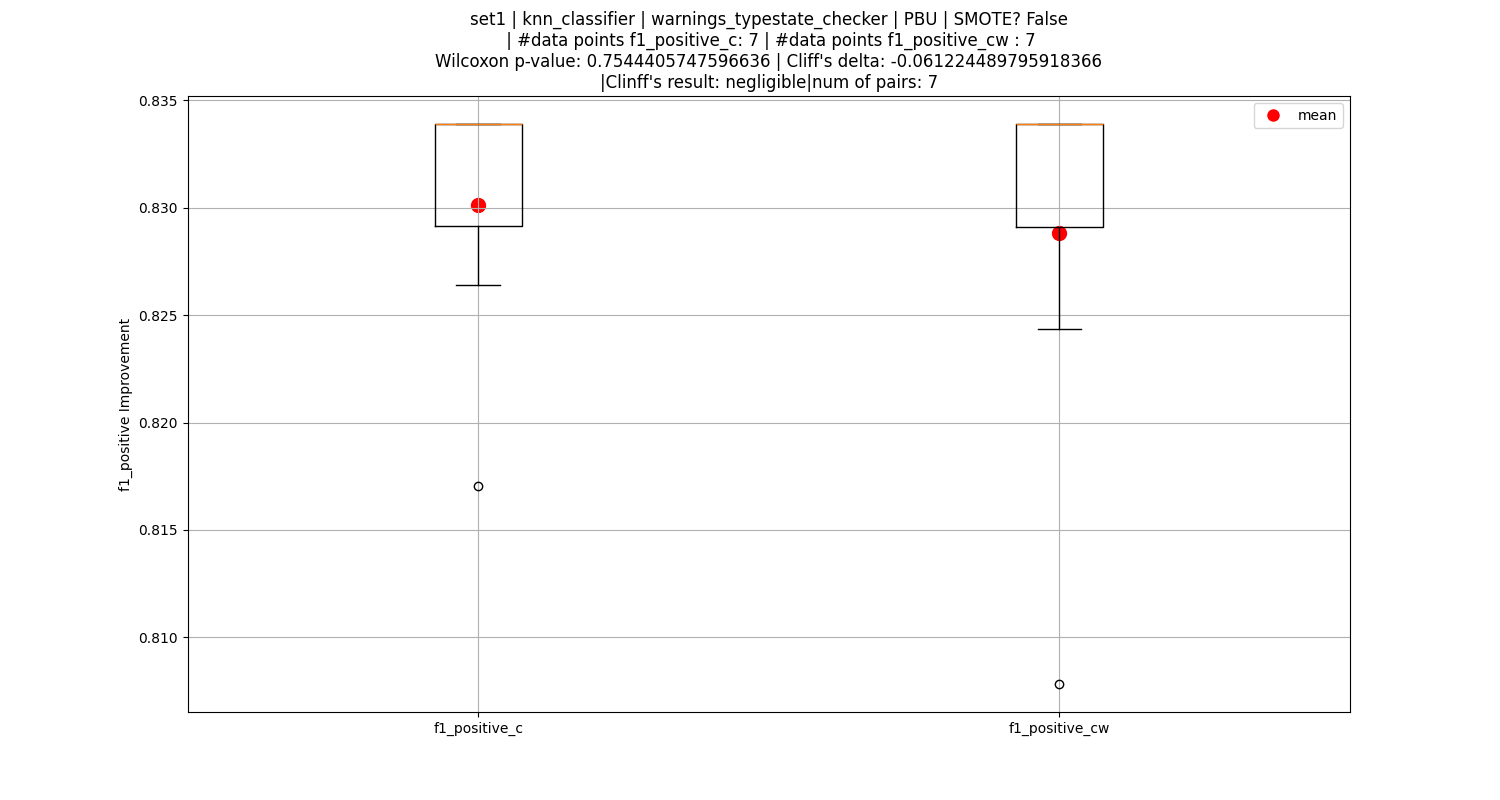 set1 | knn_classifier | warnings_typestate_checker | PBU | SMOTE? False
| #data points f1_positive_c: 7 | #data points f1_positive_cw : 7
Wilcoxon p-value: 0.7544405747596636 | Cliff's delta: -0.061224489795918366
|Clinff's result: negligible|num of pairs: 7
mean
0.835
0.830
0.825
0.820
0.815
0.810
f1_positive Improvement
f1_positive_c
f1_positive_cw